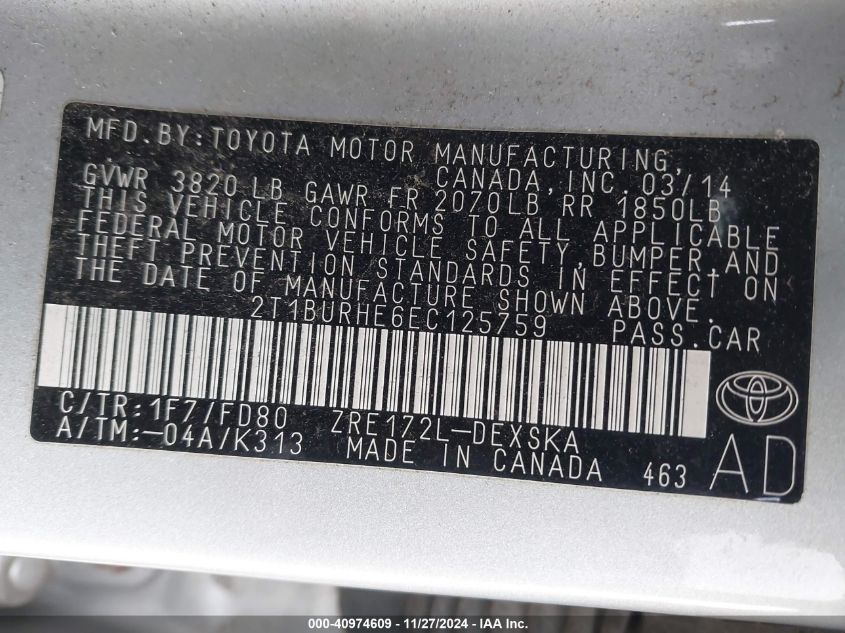 MFD.BY:TOYOTA MOTOR MANUFACTURING,
CANADA,INC. 03/14
GVWR 3820 LB GAWR FR 2070LB RR 1850LB
THIS VEHICLE CONFORMS TO ALL APPLICABLE
FEDERAL MOTOR VEHICLE SAFETY,BUMPER,AND
THEFT PREVENTION STANDARDS IN EFFECT ON
THE DATE OF MANUFACTURE SHOWN ABOVE.
2T1BURHE6EC125759 PASS.CAR
C/TR:1F7/FD80 ZRE172L-DEXSKA
A/TM:-04A/K313 MADE IN CANADA 463 AD
000-40974609 - 11/27/2024 - IAA Inc.